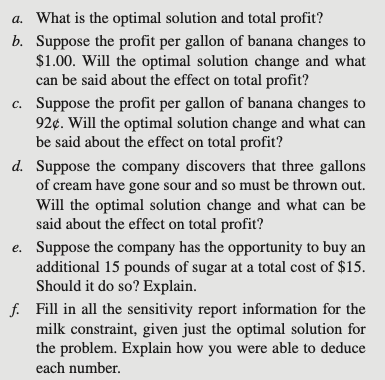 a. What is the optimal solution and total profit?
b. Suppose the profit per gallon of banana changes to
$1.00. Will the optimal solution change and what
can be said about the effect on total profit?
c. Suppose the profit per gallon of banana changes to
92¢. Will the optimal solution change and what can
be said about the effect on total profit?
d. Suppose the company discovers that three gallons
of cream have gone sour and so must be thrown out.
Will the optimal solution change and what can be
said about the effect on total profit?
e. Suppose the company has the opportunity to buy an
additional 15 pounds of sugar at a total cost of $15.
Should it do so? Explain.
f. Fill in all the sensitivity report information for the
milk constraint, given just the optimal solution for
the problem. Explain how you were able to deduce
each number.